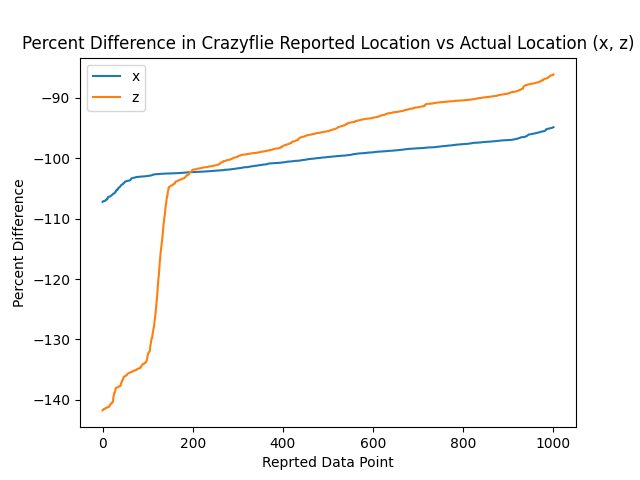 Percent Difference in Crazyflie Reported Location vs Actual Location (x, z)
x
z
−90
−100
−110
−120
−130
−140
Percent Difference
0
200
400
600
800
1000
Reprted Data Point